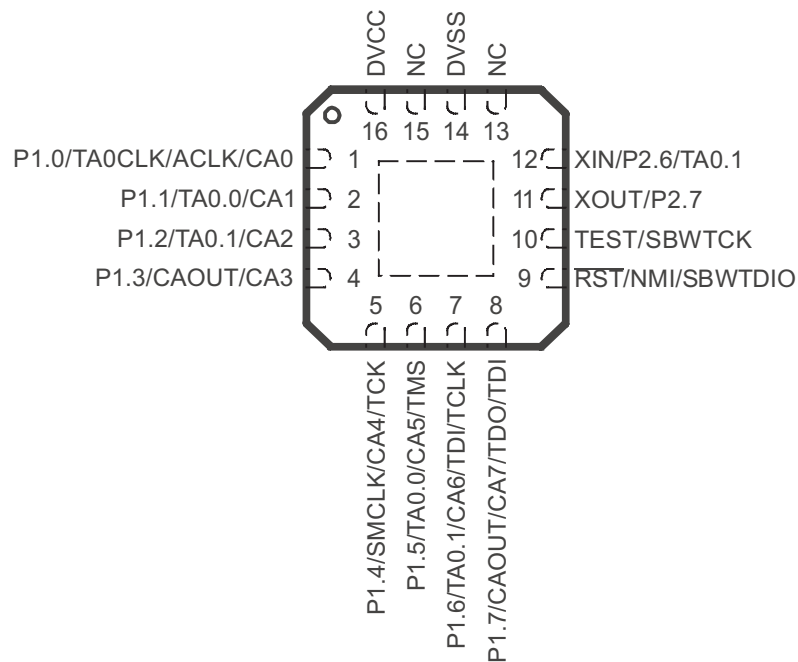 DVCC
NC
DVSS
NC
16 15 14 13
P1.0/TA0CLK/ACLK/CA0 1
P1.1/TA0.0/CA1 2
P1.2/TA0.1/CA2 3
P1.3/CAOUT/CA3 4
12 XIN/P2.6/TA0.1
11 XOUT/P2.7
10 TEST/SBWTCK
9 RST/NMI/SBWTDIO
5 6 7 8
P1.4/SMCLK/CA4/TCK
P1.5/TA0.0/CA5/TMS
P1.6/TA0.1/CA6/TDI/TCLK
P1.7/CAOUT/CA7/TDO/TDI